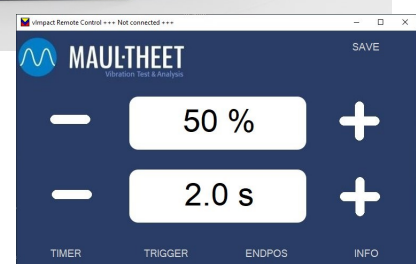 vImpact Remote Control +++ Not connected +++
SAVE
MAUL·THEET
Vibration Test & Analysis
50 %
2.0 s
TIMER TRIGGER ENDPOS INFO